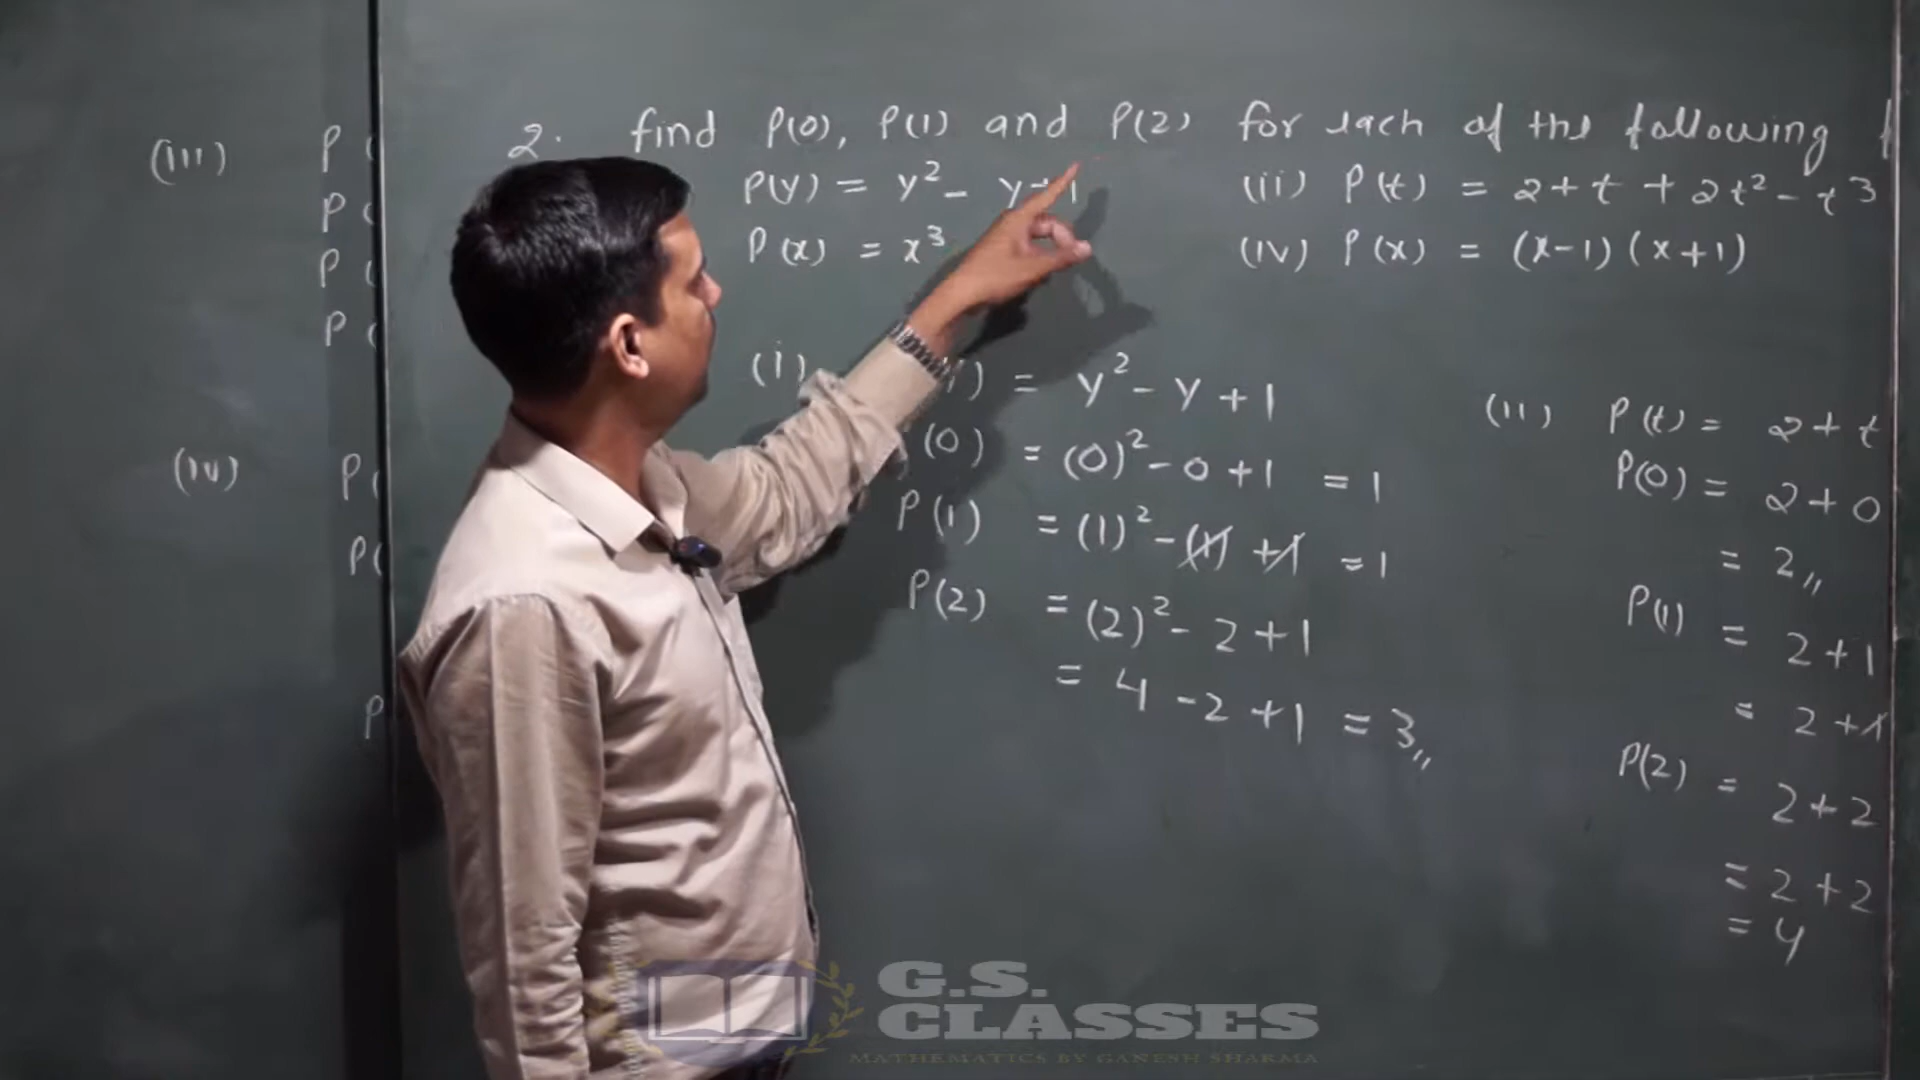 2. find P(0), P(1) and P(2) for each of the following
P(y) = y² - y+1 (ii) P(t) = 2+t+2t²-t³
P(x) = x³ (iv) P(x) = (x-1)(x+1)
(i) ) = y² - y + 1
(0) = (0)² - 0 + 1 = 1
P(1) = (1)² - (1) + 1 = 1
P(2) = (2)² - 2 + 1
= 4 - 2 + 1 = 3,,
(ii) P(t) = 2+t
P(0) = 2+0
= 2,,
P(1) = 2+1
= 2+1
P(2) = 2+2
= 2+2
= 4
(iii) P(
P(
P(
P(
(iv) P(
P(
P
G.S.
CLASSES
MATHEMATICS BY GANESH SHARMA